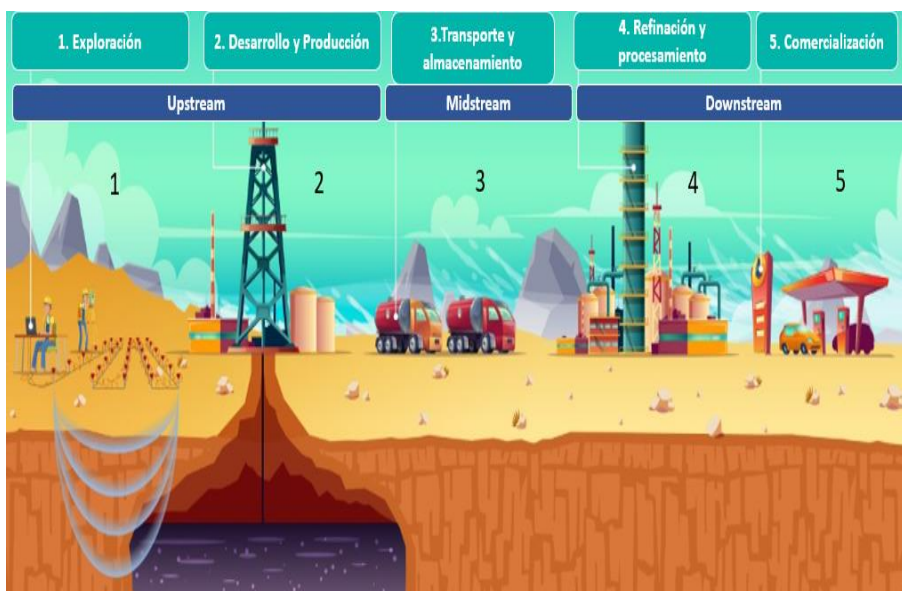 1. Exploración
2. Desarrollo y Producción
3.Transporte y
almacenamiento
4. Refinación y
procesamiento
5. Comercialización
Upstream
Midstream
Downstream
1
2
3
4
5